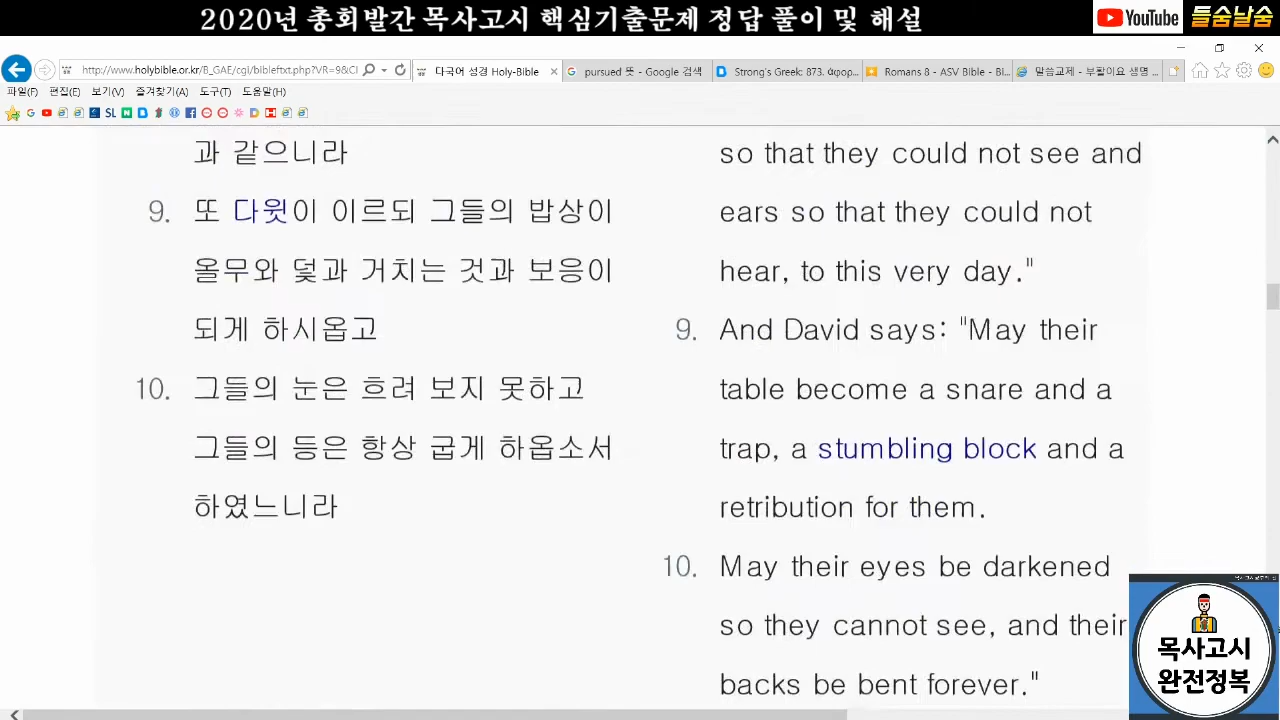 2020년 총회발간 목사고시 핵심기출문제 정답 풀이 및 해설
YouTube
들숨날숨
http://www.holybible.or.kr/B_GAE/cgi/bibleftxt.php?VR=9&CI
다국어 성경 Holy-Bible
pursued 뜻 - Google 검색
Strong's Greek: 873. ἀφορ...
Romans 8 - ASV Bible - Bi...
말씀교제 - 부활이요 생명 ...
파일(F) 편집(E) 보기(V) 즐겨찾기(A) 도구(T) 도움말(H)
과 같으니라
9. 또 다윗이 이르되 그들의 밥상이
올무와 덫과 거치는 것과 보응이
되게 하시옵고
10. 그들의 눈은 흐려 보지 못하고
그들의 등은 항상 굽게 하옵소서
하였느니라
so that they could not see and
ears so that they could not
hear, to this very day."
9. And David says: "May their
table become a snare and a
trap, a stumbling block and a
retribution for them.
10. May their eyes be darkened
so they cannot see, and their
backs be bent forever."
목사고시
완전정복